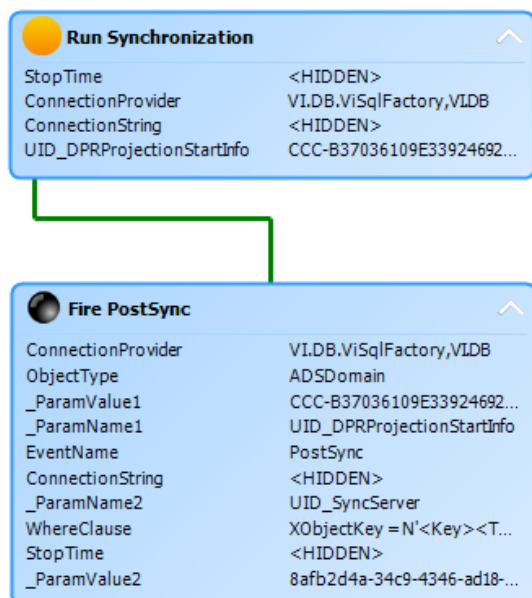 Run Synchronization
StopTime <HIDDEN>
ConnectionProvider VI.DB.ViSqlFactory,VI.DB
ConnectionString <HIDDEN>
UID_DPRProjectionStartInfo CCC-B37036109E33924692...
Fire PostSync
ConnectionProvider VI.DB.ViSqlFactory,VI.DB
ObjectType ADSDomain
_ParamValue1 CCC-B37036109E33924692...
_ParamName1 UID_DPRProjectionStartInfo
EventName PostSync
ConnectionString <HIDDEN>
_ParamName2 UID_SyncServer
WhereClause XObjectKey = N'<Key><T...
StopTime <HIDDEN>
_ParamValue2 8afb2d4a-34c9-4346-ad18-...